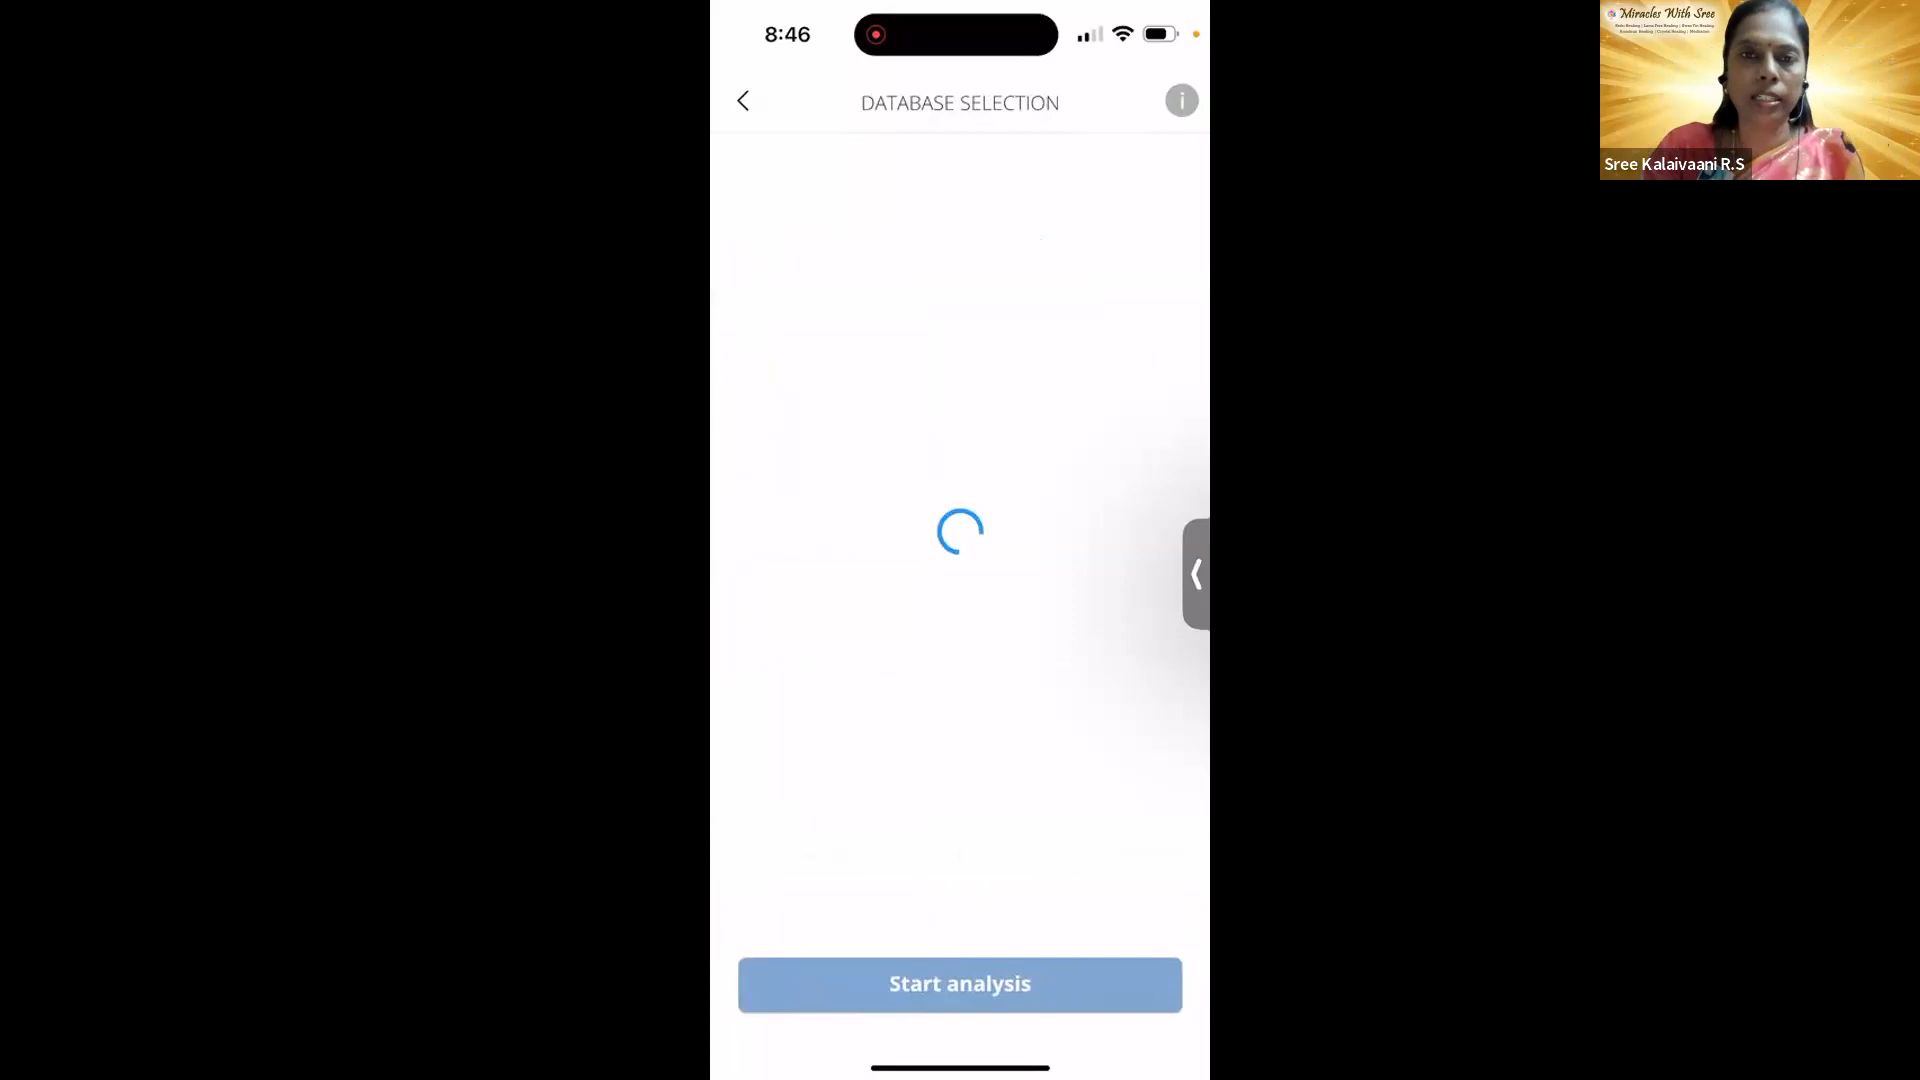 8:46
DATABASE SELECTION
i
Miracles With Sree
Sree Kalaivaani R.S
Start analysis